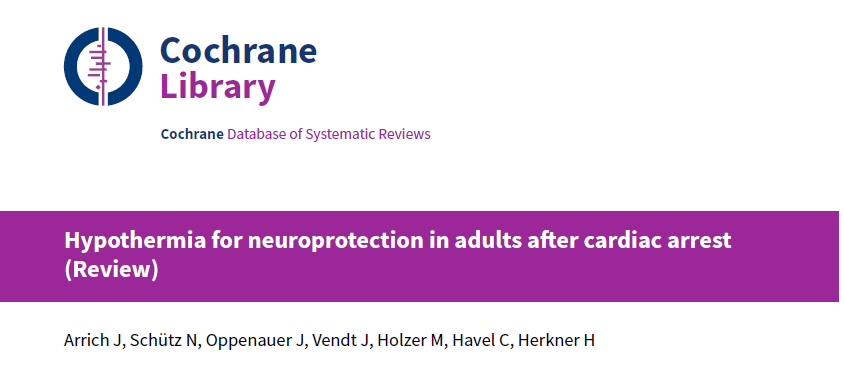 Cochrane
Library
Cochrane Database of Systematic Reviews
Hypothermia for neuroprotection in adults after cardiac arrest
(Review)
Arrich J, Schütz N, Oppenauer J, Vendt J, Holzer M, Havel C, Herkner H